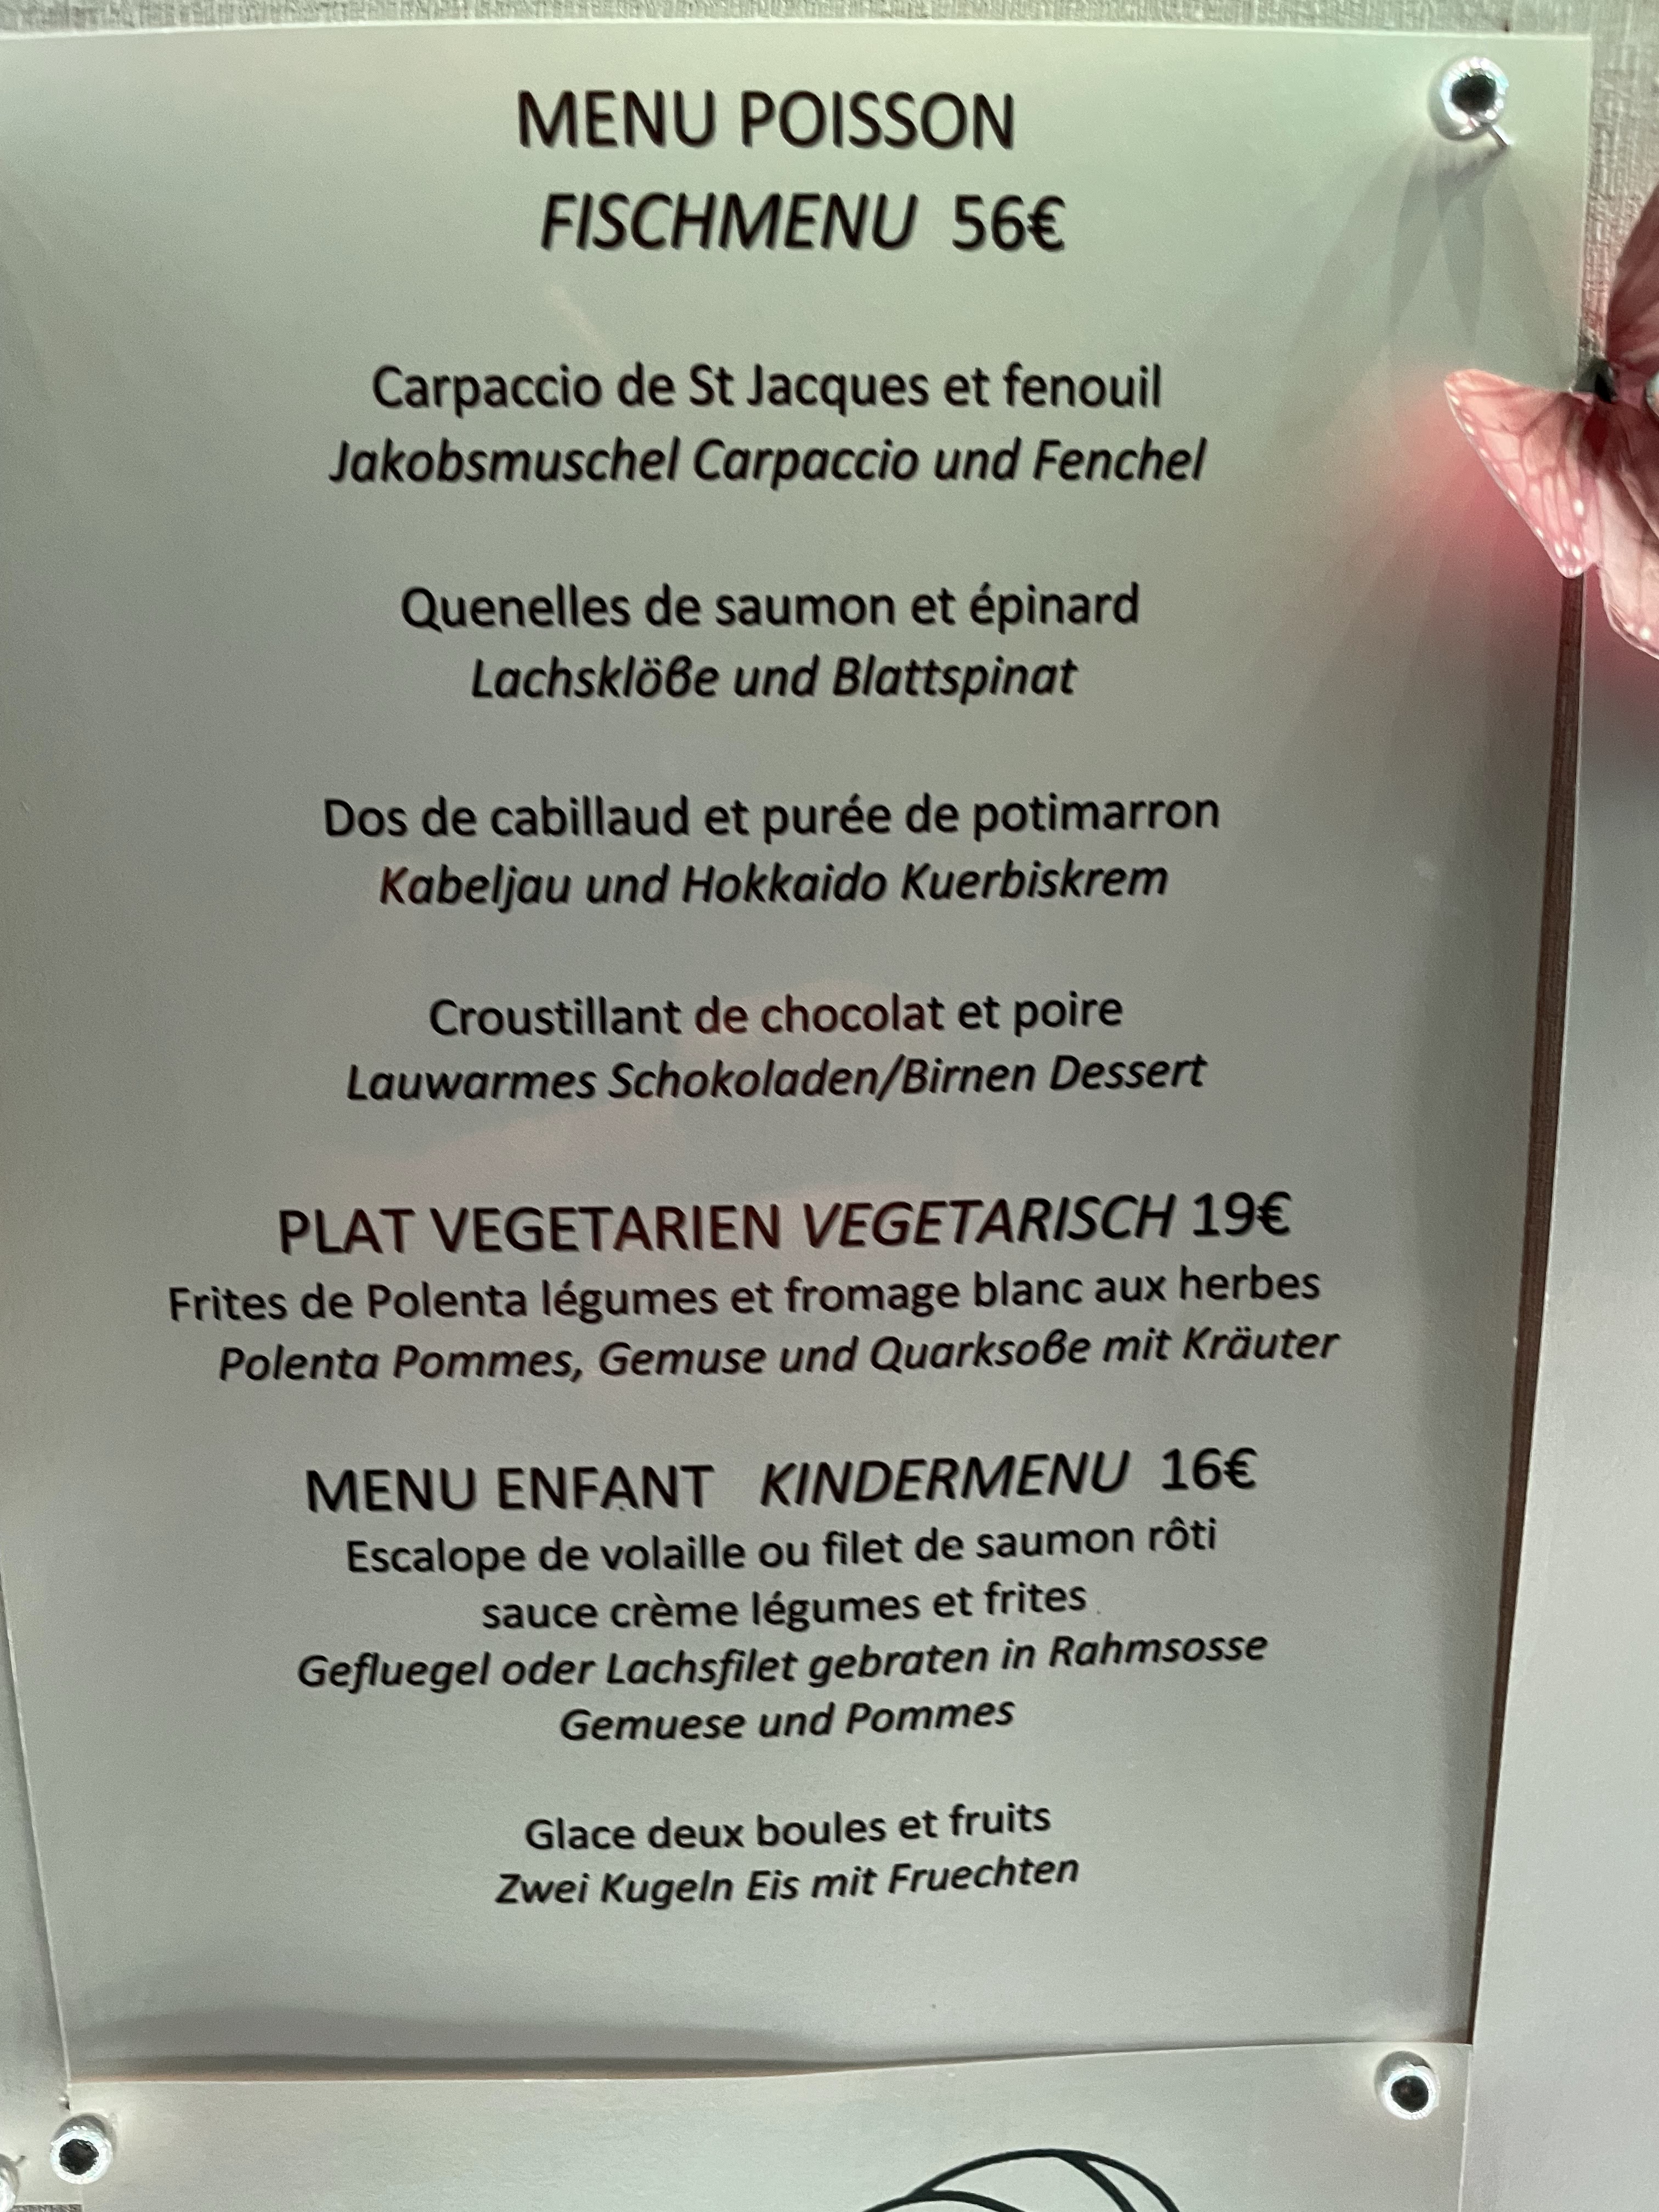 MENU POISSON
FISCHMENU 56€
Carpaccio de St Jacques et fenouil
Jakobsmuschel Carpaccio und Fenchel
Quenelles de saumon et épinard
Lachsklöße und Blattspinat
Dos de cabillaud et purée de potimarron
Kabeljau und Hokkaido Kuerbiskrem
Croustillant de chocolat et poire
Lauwarmes Schokoladen/Birnen Dessert
PLAT VEGETARIEN VEGETARISCH 19€
Frites de Polenta légumes et fromage blanc aux herbes
Polenta Pommes, Gemuse und Quarksoße mit Kräuter
MENU ENFANT KINDERMENU 16€
Escalope de volaille ou filet de saumon rôti
sauce crème légumes et frites
Gefluegel oder Lachsfilet gebraten in Rahmsosse
Gemuese und Pommes
Glace deux boules et fruits
Zwei Kugeln Eis mit Fruechten